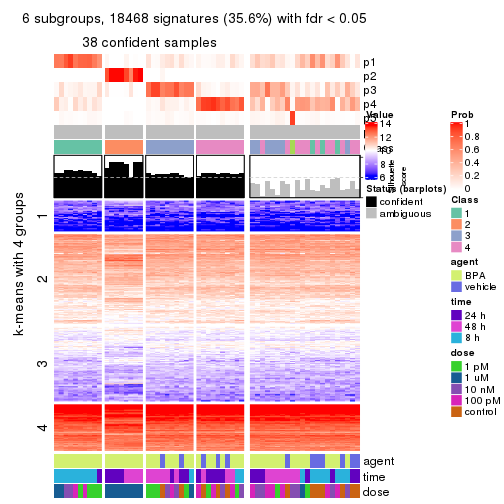 6 subgroups, 18468 signatures (35.6%) with fdr < 0.05
38 confident samples
p1
p2
p3
p4
Value
14
12
8
6
Silhouette
score
Status (barplots)
confident
ambiguous
Prob
1
0.8
0.6
0.4
0.2
0
Class
1
2
3
4
agent
BPA
vehicle
time
24 h
48 h
8 h
dose
1 pM
1 uM
10 nM
100 pM
control
k-means with 4 groups
1
2
3
4
agent
time
dose